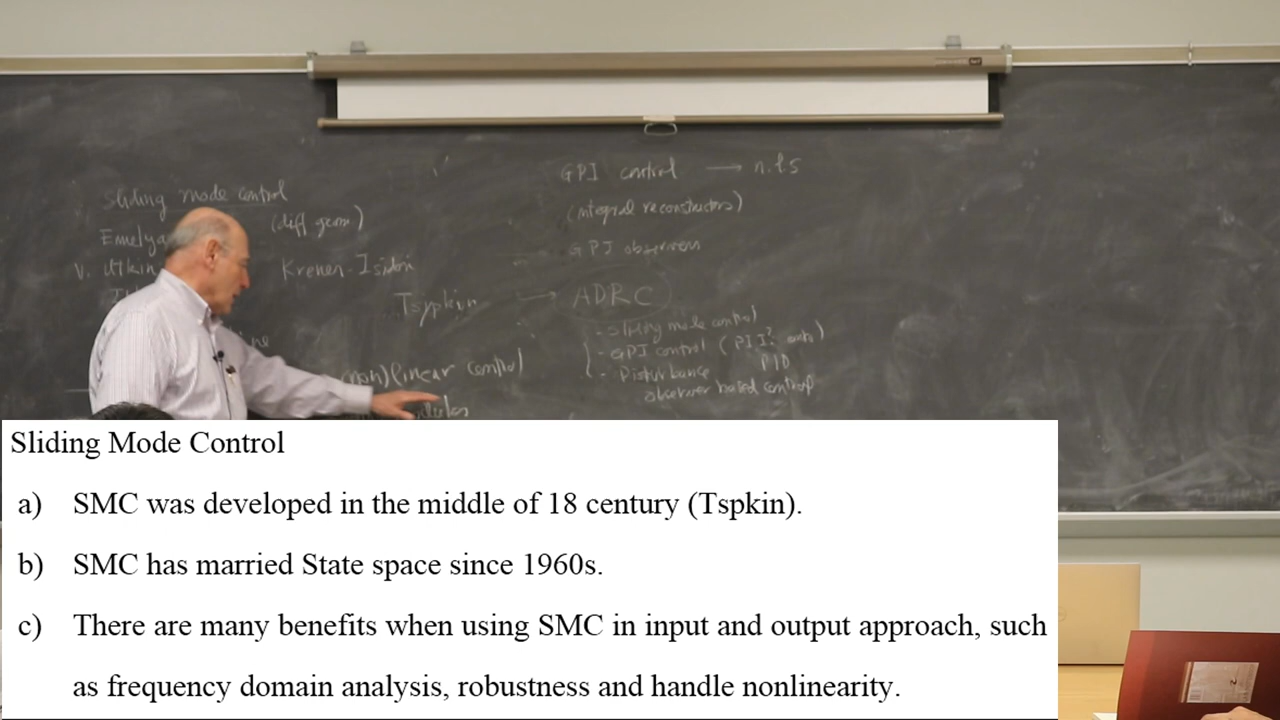 Sliding mode control
(diff geom.)
V. Utkin
Krener-Isidori
Tsypkin
(non)linear control
GPI control → n.l.s
(integral reconstructors)
GPI observers
→ ADRC
- sliding mode control
- GPI control (PII²
PID
- Disturbance
observer based control
Sliding Mode Control
a) SMC was developed in the middle of 18 century (Tspkin).
b) SMC has married State space since 1960s.
c) There are many benefits when using SMC in input and output approach, such
as frequency domain analysis, robustness and handle nonlinearity.